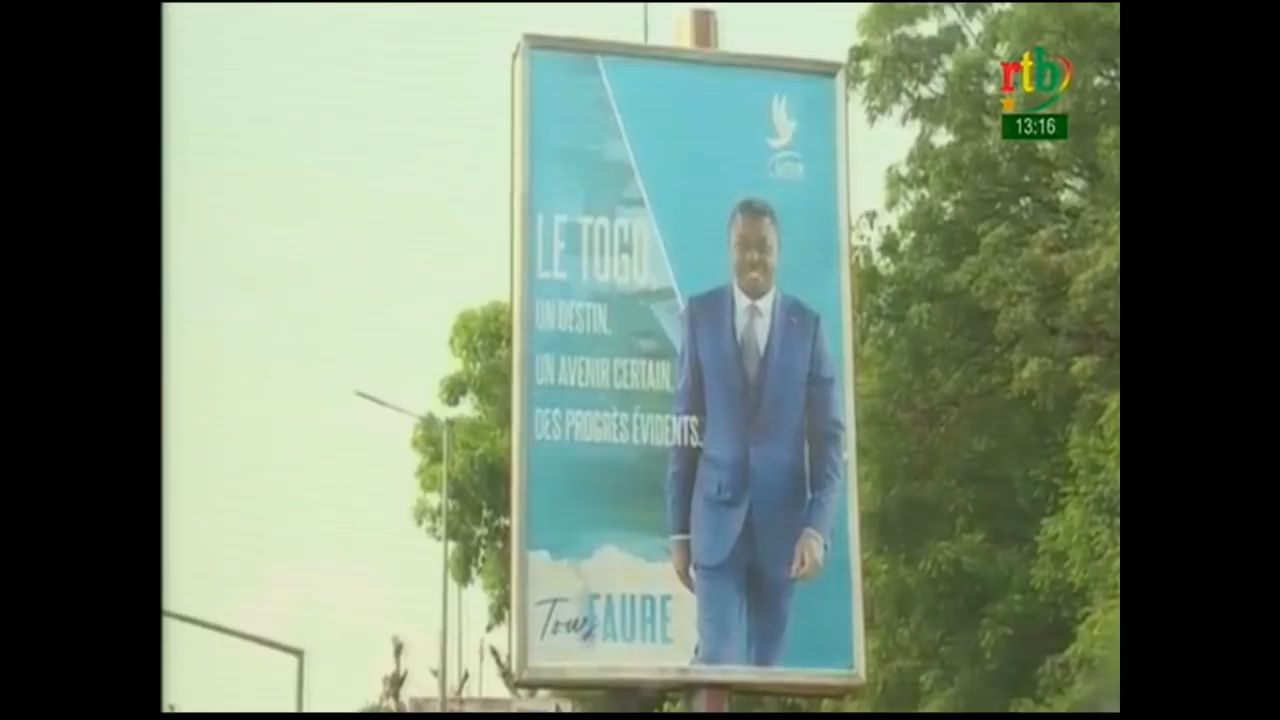 rtb
13:16
LE TOGO,
UN DESTIN,
UN AVENIR CERTAIN,
DES PROGRÈS ÉVIDENTS.
Tous FAURE